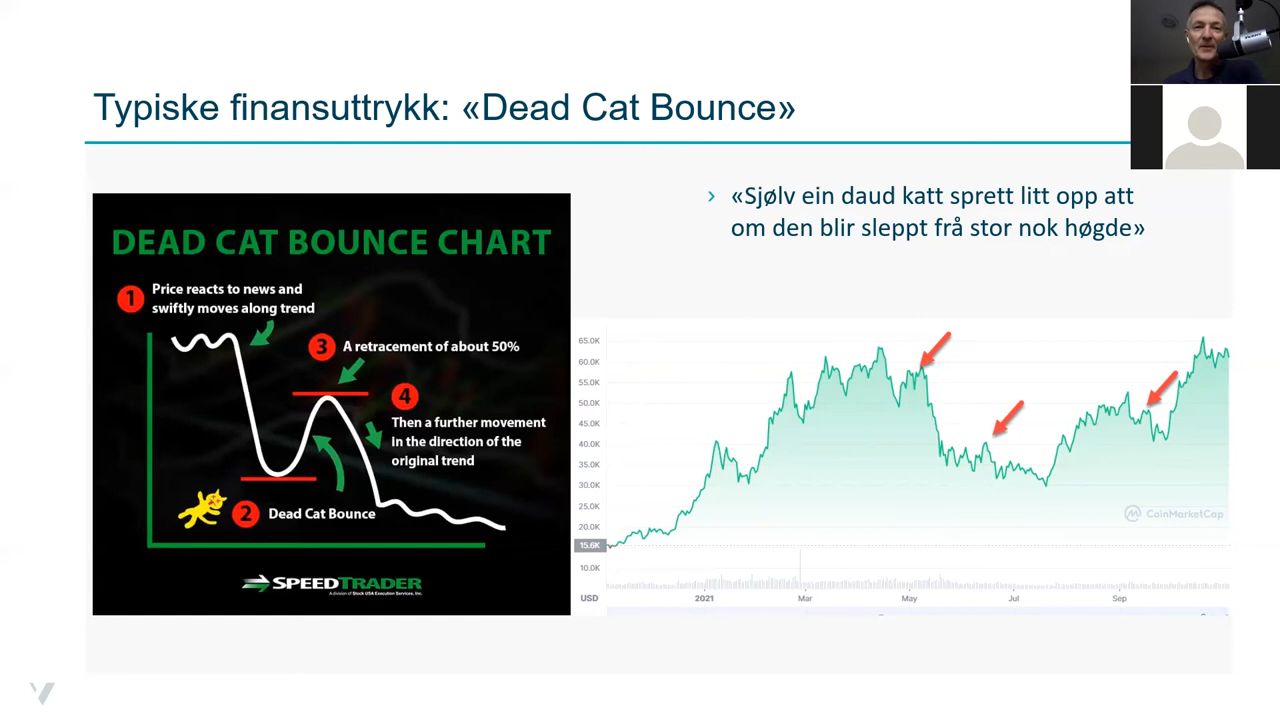 Typiske finansuttrykk: «Dead Cat Bounce»
› «Sjølv ein daud katt sprett litt opp att
om den blir sleppt frå stor nok høgde»
DEAD CAT BOUNCE CHART
1 Price reacts to news and
swiftly moves along trend
3 A retracement of about 50%
4
Then a further movement
in the direction of the
original trend
2 Dead Cat Bounce
SPEEDTRADER
A division of Stock USA Execution Services, Inc.
65.0K
60.0K
55.0K
50.0K
45.0K
40.0K
35.0K
30.0K
25.0K
20.0K
15.6K
10.0K
CoinMarketCap
USD 2021 Mar May Jul Sep